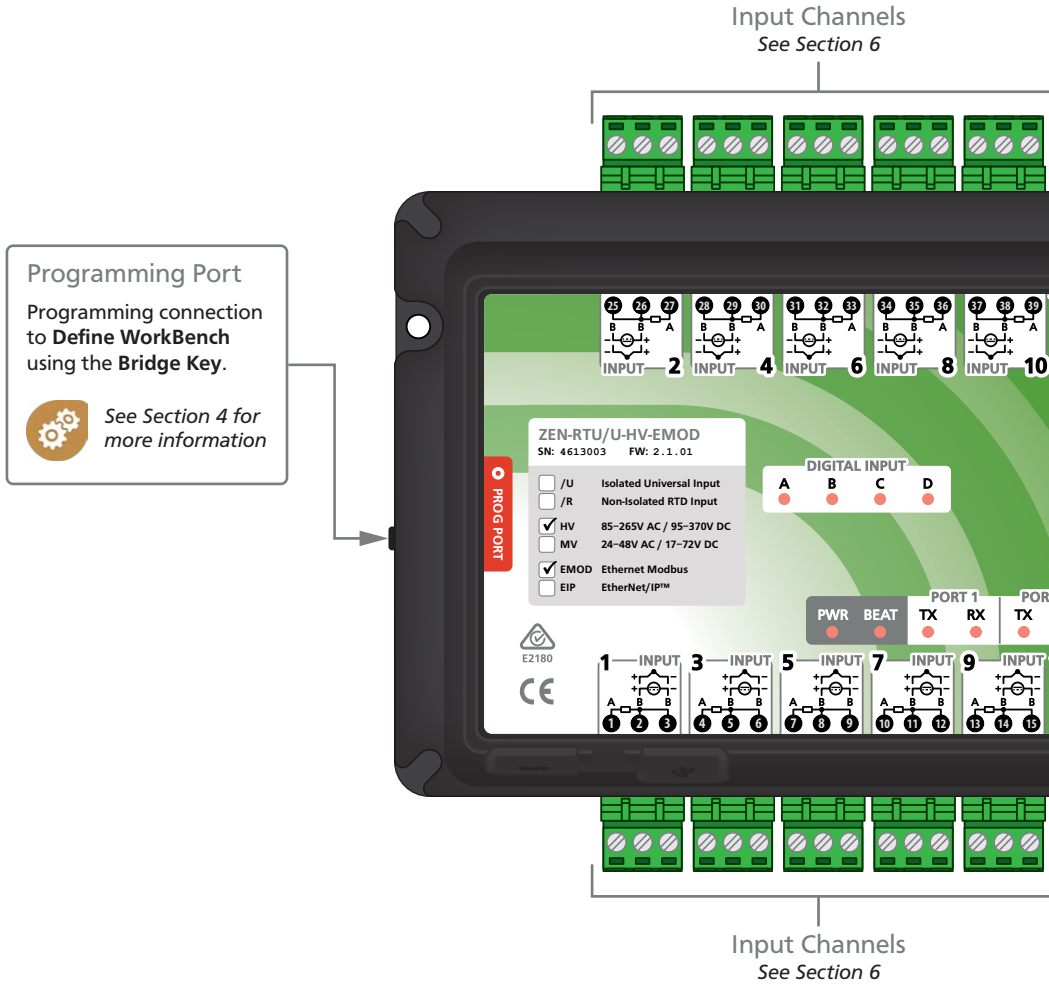 Input Channels
See Section 6
Programming Port
Programming connection
to Define WorkBench
using the Bridge Key.
See Section 4 for
more information
25 26 27 28 29 30 31 32 33 34 35 36 37 38 39
B B A B B A B B A B B A B B A
- + - + - + - + - +
- + - + - + - + - +
INPUT 2 INPUT 4 INPUT 6 INPUT 8 INPUT 10
ZEN-RTU/U-HV-EMOD
SN: 4613003 FW: 2.1.01
/U Isolated Universal Input
/R Non-Isolated RTD Input
✓ HV 85–265V AC / 95–370V DC
MV 24–48V AC / 17–72V DC
✓ EMOD Ethernet Modbus
EIP EtherNet/IP™
PROG PORT
DIGITAL INPUT
A B C D
PORT 1 POR
PWR BEAT TX RX TX
E2180
CE
1 INPUT 3 INPUT 5 INPUT 7 INPUT 9 INPUT
+ - + - + - + - + -
+ - + - + - + - + -
A B B A B B A B B A B B A B B
1 2 3 4 5 6 7 8 9 10 11 12 13 14 15
Input Channels
See Section 6